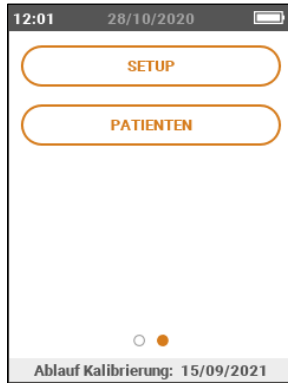 12:01 28/10/2020
SETUP
PATIENTEN
Ablauf Kalibrierung: 15/09/2021